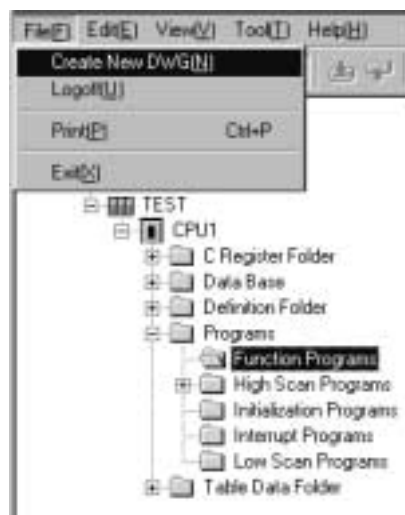 File(F) Edit(E) View(V) Tool(T) Help(H)
Create New DWG(N)
Logoff(U)
Print(P) Ctrl+P
Exit(X)
TEST
CPU1
C Register Folder
Data Base
Definition Folder
Programs
Function Programs
High Scan Programs
Initialization Programs
Interrupt Programs
Low Scan Programs
Table Data Folder